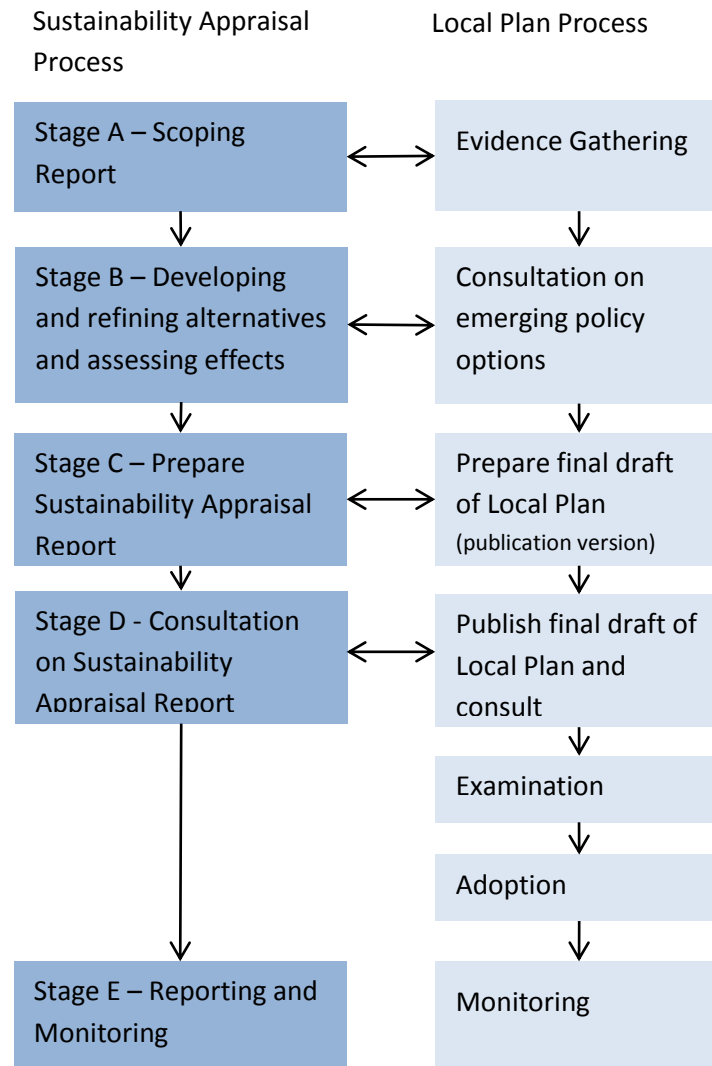 Sustainability Appraisal
Process
Local Plan Process
Stage A – Scoping
Report
Evidence Gathering
Stage B – Developing
and refining alternatives
and assessing effects
Consultation on
emerging policy
options
Stage C – Prepare
Sustainability Appraisal
Report
Prepare final draft
of Local Plan
(publication version)
Stage D - Consultation
on Sustainability
Appraisal Report
Publish final draft of
Local Plan and
consult
Examination
Adoption
Stage E – Reporting and
Monitoring
Monitoring